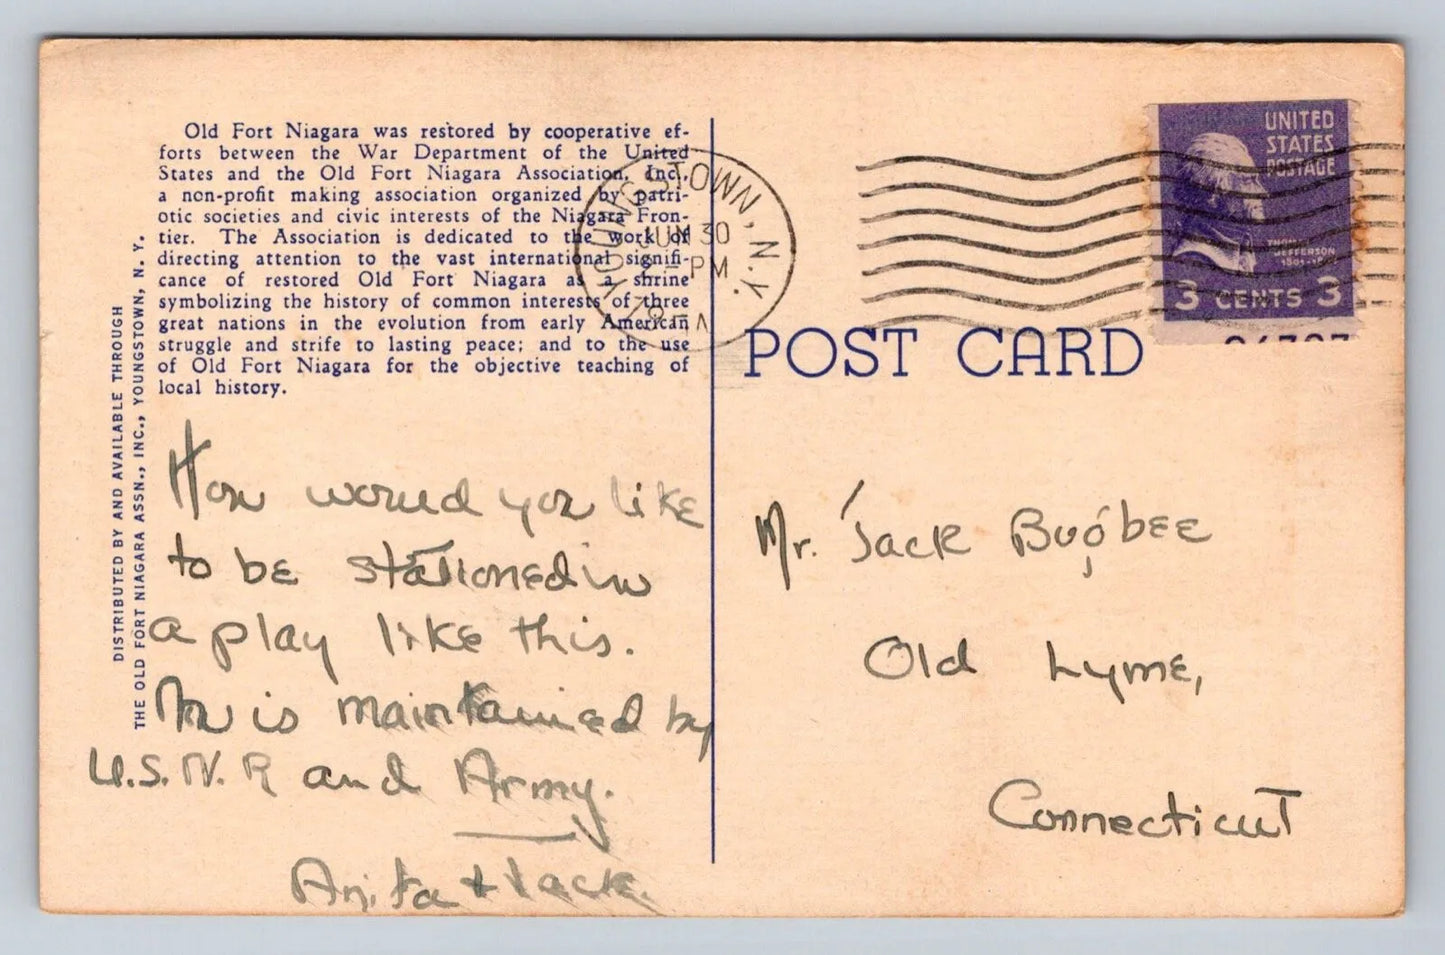 Old Fort Niagara was restored by cooperative ef-
forts between the War Department of the United
States and the Old Fort Niagara Association, Inc.,
a non-profit making association organized by patri-
otic societies and civic interests of the Niagara Fron-
tier. The Association is dedicated to the work of
directing attention to the vast international signifi-
cance of restored Old Fort Niagara as a shrine
symbolizing the history of common interests of three
great nations in the evolution from early American
struggle and strife to lasting peace; and to the use
of Old Fort Niagara for the objective teaching of
local history.
DISTRIBUTED BY AND AVAILABLE THROUGH
THE OLD FORT NIAGARA ASSN., INC., YOUNGSTOWN, N. Y.
How would you like
to be stationed in
a play like this.
is maintained by
U.S.N.R and Army.
Anita + Jack.
YOUNGSTOWN, N.Y.
JUN 30
PM
UNITED
STATES
POSTAGE
THOMAS
JEFFERSON
3 CENTS 3
POST CARD
Mr. Jack Bugbee
Old Lyme,
Connecticut